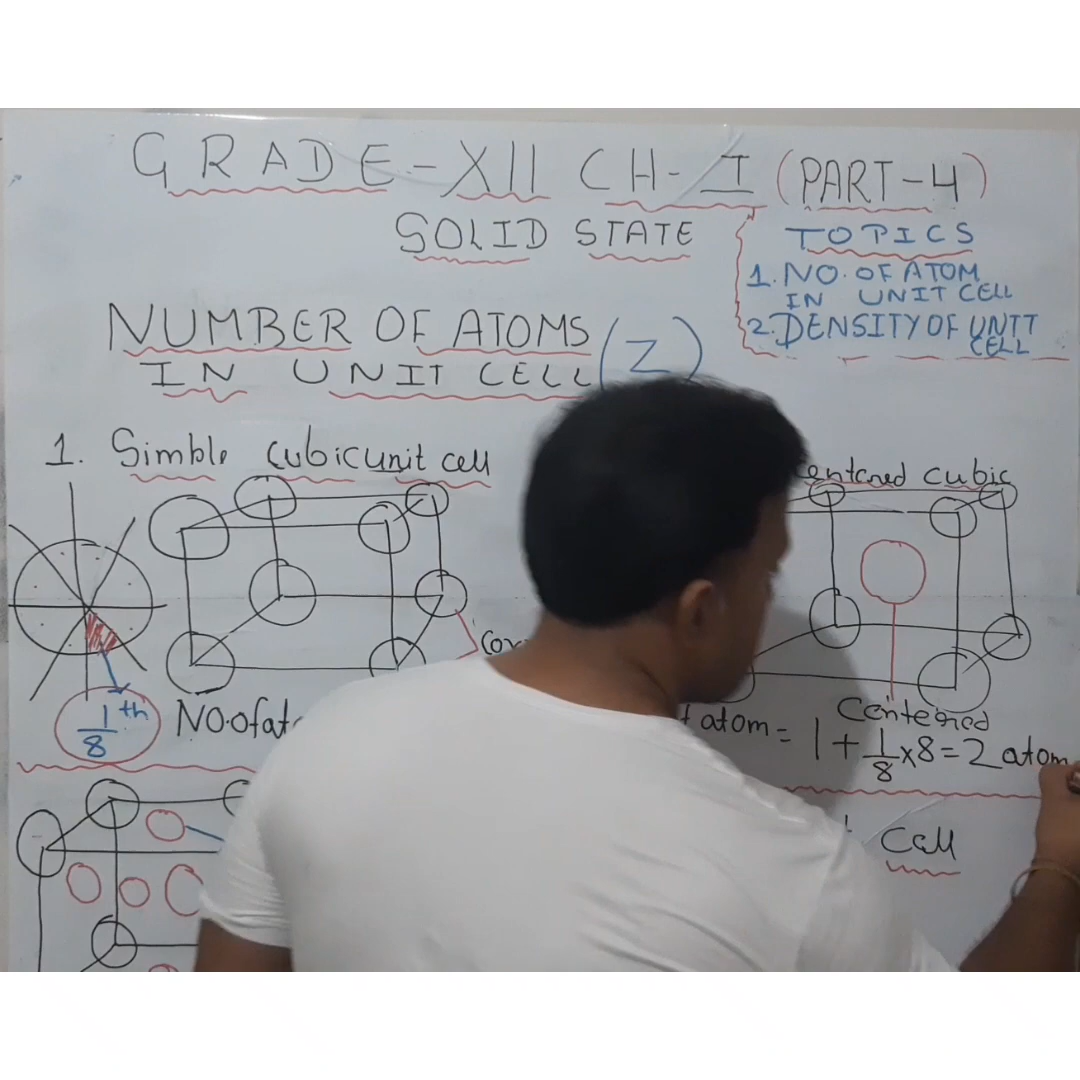 GRADE-XII CH-I (PART-4)
SOLID STATE
TOPICS
1. NO. OF ATOM
IN UNIT CELL
2. DENSITY OF UNIT
CELL
NUMBER OF ATOMS
IN UNIT CELL (Z)
1. Simble cubic unit cell
entered cubic
Cor
1/8 th
No. of at
Centered
atom = 1 + 1/8 x 8 = 2 atom
Cell